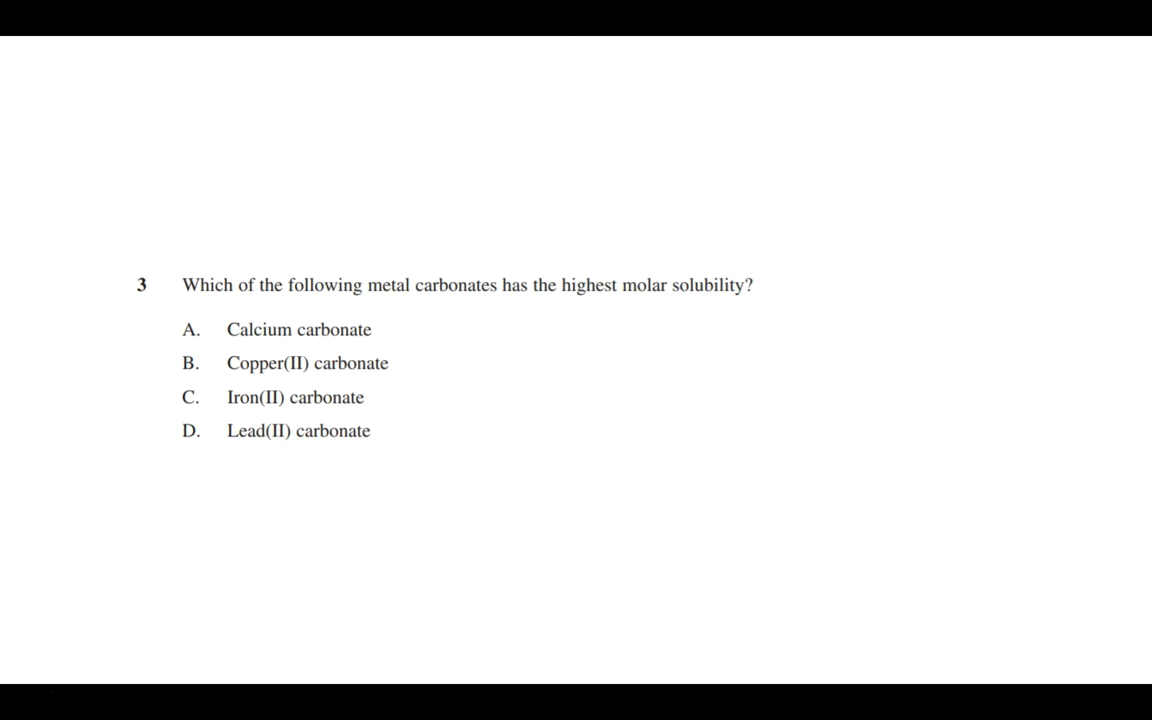 3 Which of the following metal carbonates has the highest molar solubility?
A. Calcium carbonate
B. Copper(II) carbonate
C. Iron(II) carbonate
D. Lead(II) carbonate